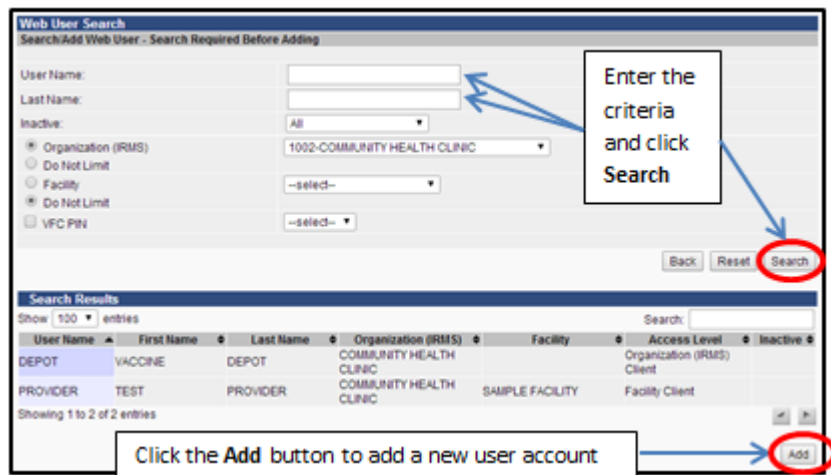 Web User Search
Search/Add Web User - Search Required Before Adding
User Name:
Last Name:
Inactive: All
Organization (IRMS) 1002-COMMUNITY HEALTH CLINIC
Do Not Limit
Facility --select--
Do Not Limit
VFC PIN --select--
Enter the
criteria
and click
Search
Back Reset Search
Search Results
Show 100 entries Search:
User Name First Name Last Name Organization (IRMS) Facility Access Level Inactive
DEPOT VACCINE DEPOT COMMUNITY HEALTH CLINIC Organization (IRMS) Client
PROVIDER TEST PROVIDER COMMUNITY HEALTH CLINIC SAMPLE FACILITY Facility Client
Showing 1 to 2 of 2 entries
Click the Add button to add a new user account
Add